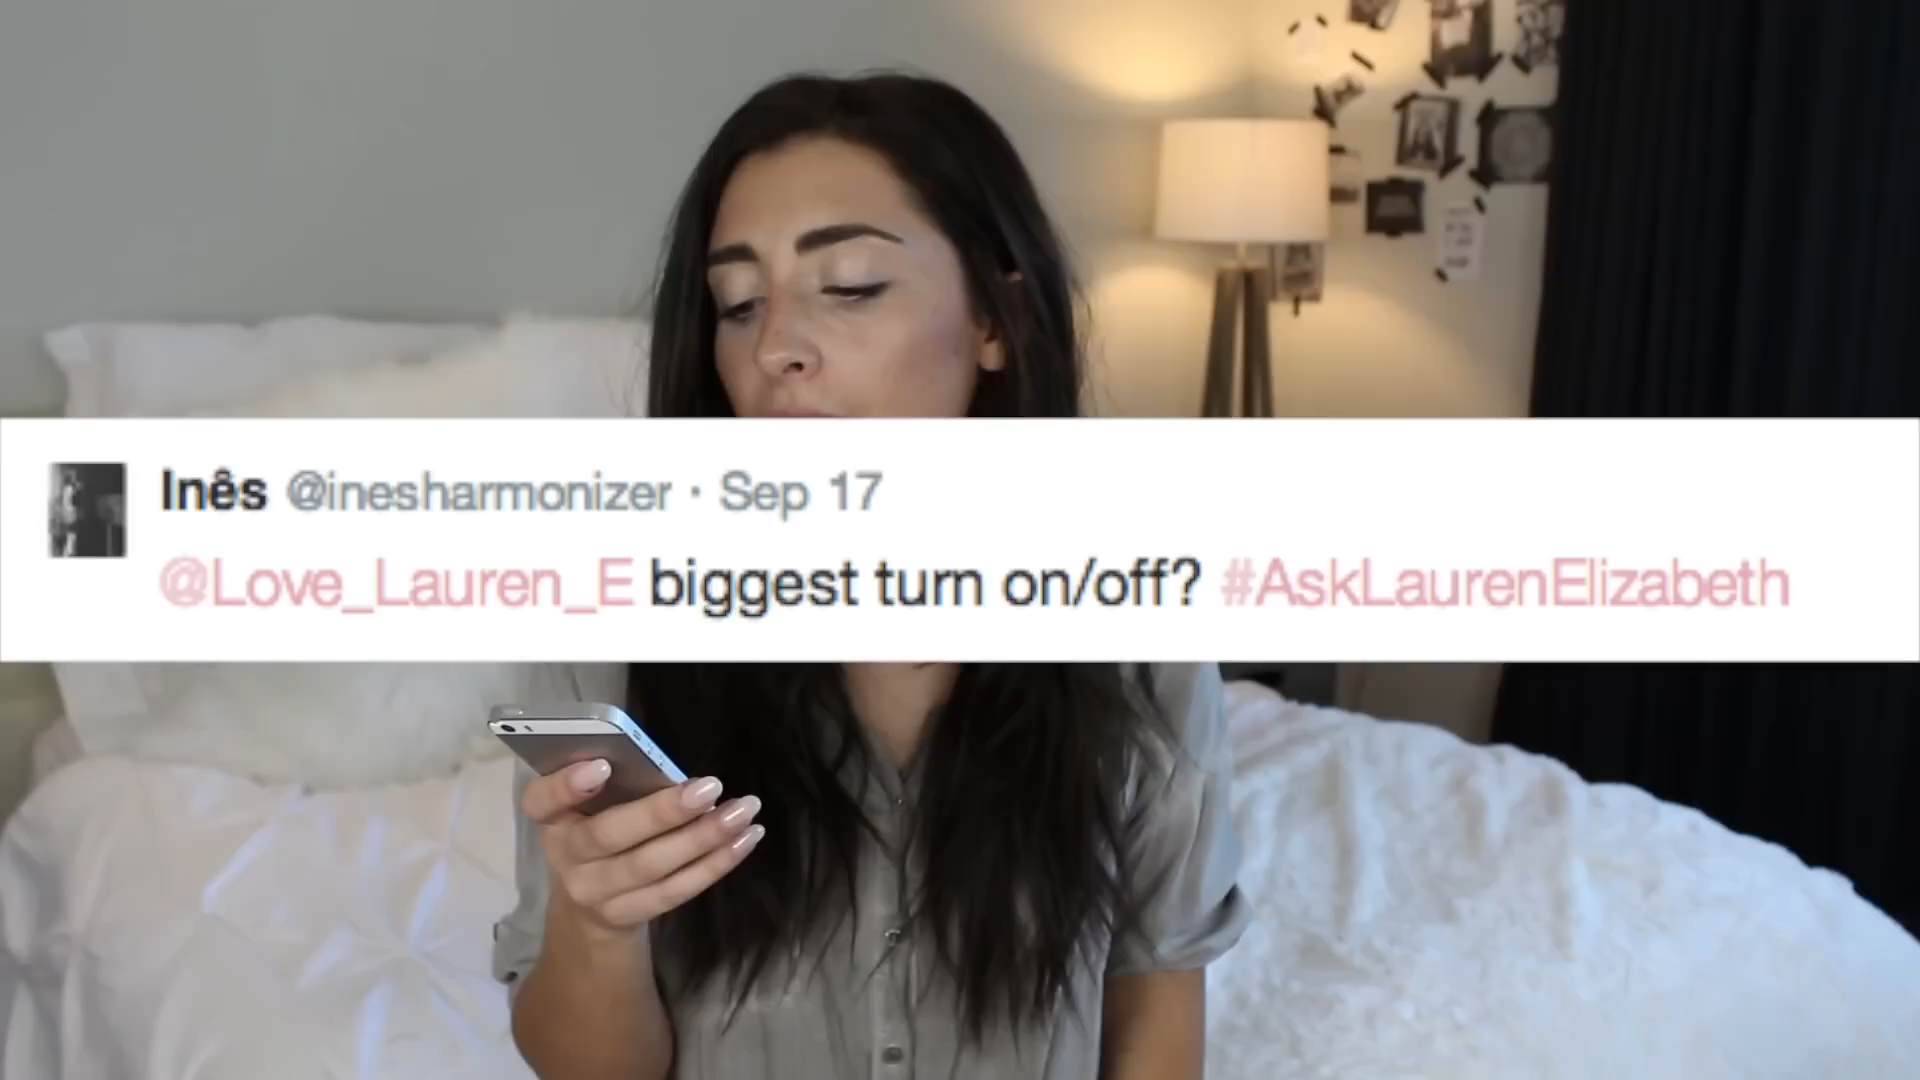 Inês @inesharmonizer · Sep 17
@Love_Lauren_E biggest turn on/off? #AskLaurenElizabeth